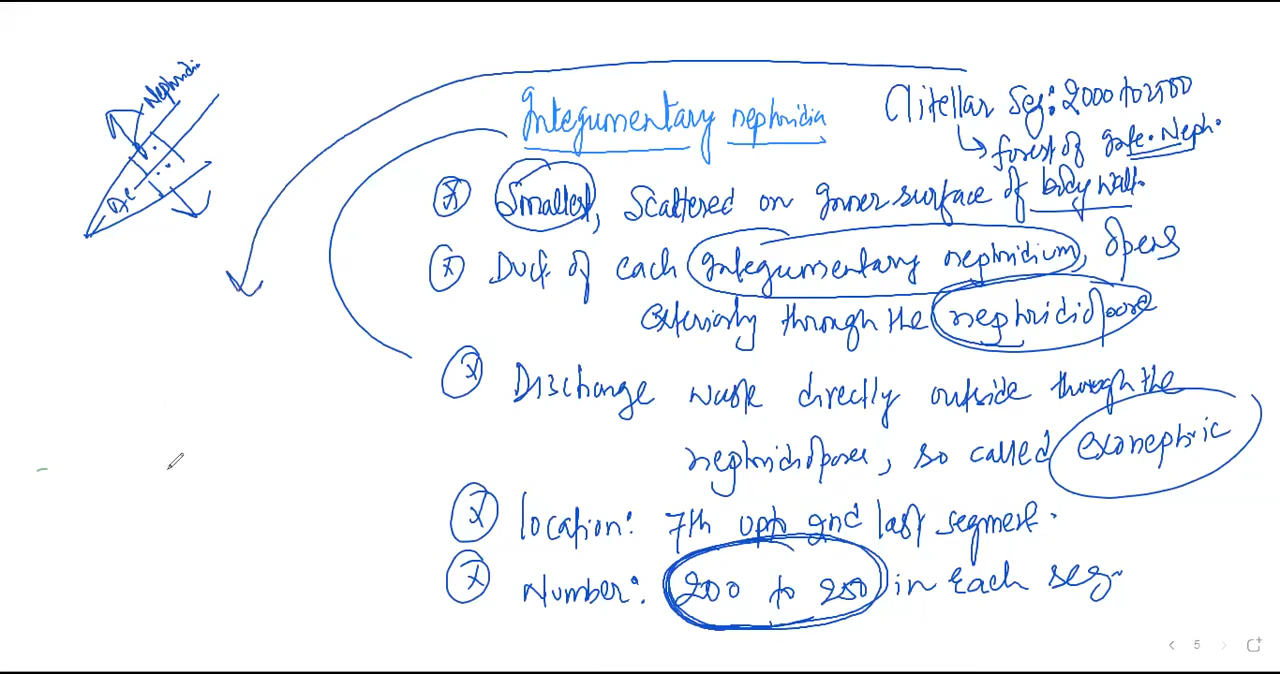 Nephridia
Integumentary nephridia
Clitellar Seg: 2000 to 2500
forest of Inte. Neph.
Smallest, Scattered on Inner surface of body wall.
Duct of each Integumentary nephridium, opens
exteriorly through the nephridiopore
Discharge waste directly outside through the
nephridiopore, so called exonephric
location: 7th upto 2nd last segment.
Number: 200 to 250 in each seg.
5